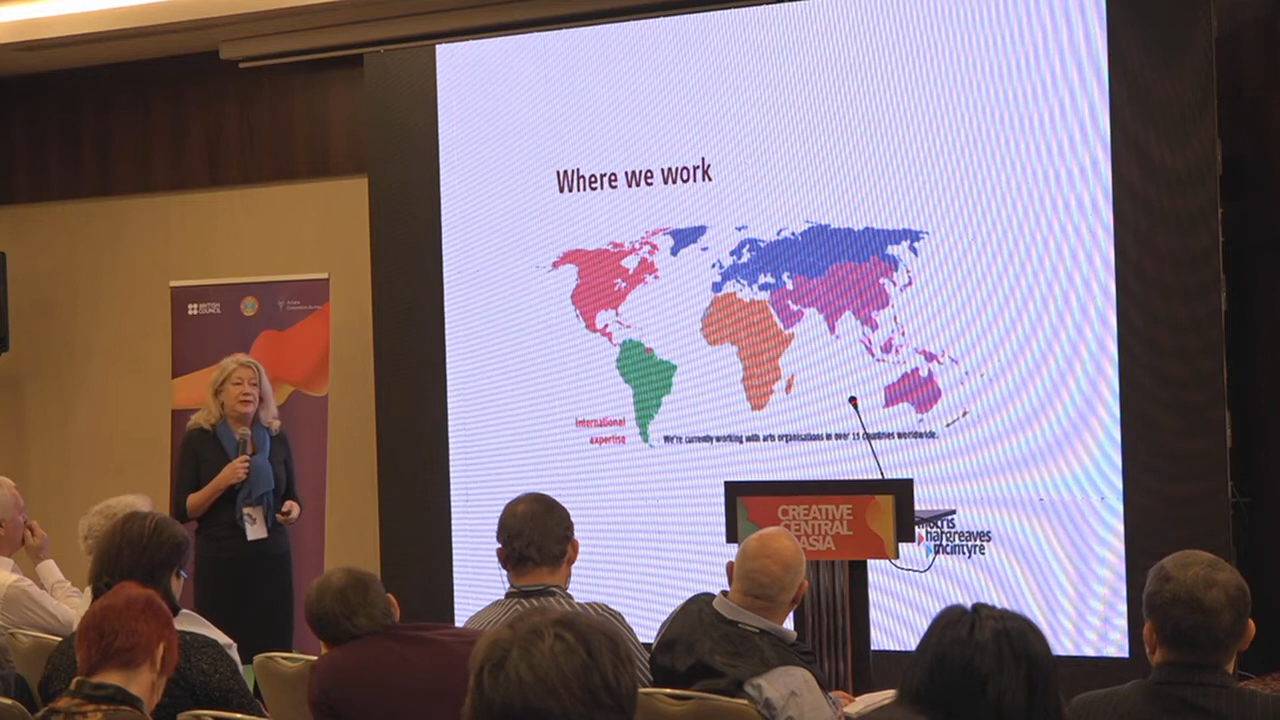 Where we work
International
expertise
We're currently working with arts organisations in over 15 countries worldwide.
BRITISH
COUNCIL
CREATIVE
CENTRAL
ASIA
morris
hargreaves
mcintyre